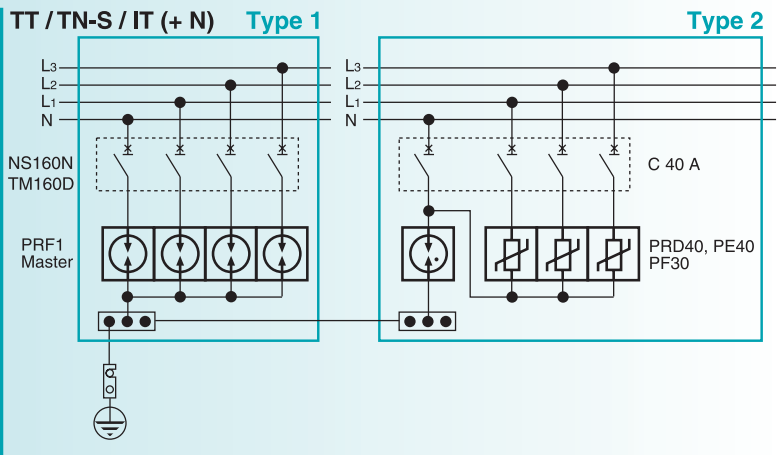 TT / TN-S / IT (+ N) Type 1
Type 2
L3
L2
L1
N
NS160N
TM160D
PRF1
Master
L3
L2
L1
N
C 40 A
PRD40, PE40
PF30